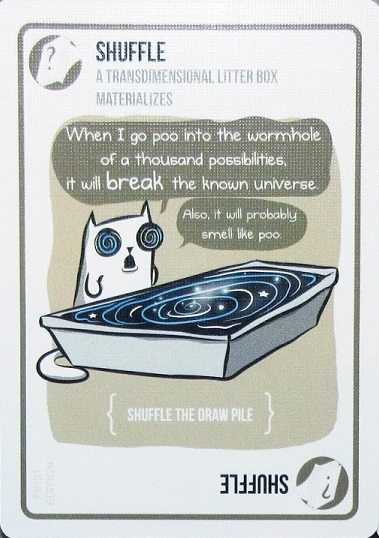 ?
SHUFFLE
A TRANSDIMENSIONAL LITTER BOX
MATERIALIZES
When I go poo into the wormhole
of a thousand possibilities,
it will break the known universe.
Also, it will probably
smell like poo.
{ SHUFFLE THE DRAW PILE }
FIRST
EDITION
SHUFFLE
?